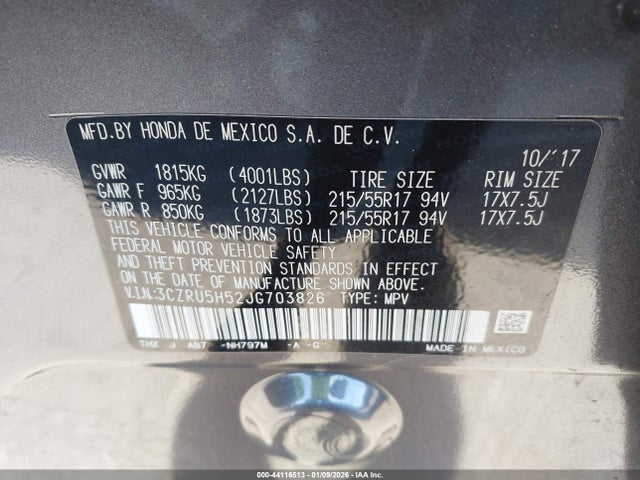 MFD.BY HONDA DE MEXICO S.A. DE C.V.
10/'17
GVWR 1815KG (4001LBS) TIRE SIZE RIM SIZE
GAWR F 965KG (2127LBS) 215/55R17 94V 17X7.5J
GAWR R 850KG (1873LBS) 215/55R17 94V 17X7.5J
THIS VEHICLE CONFORMS TO ALL APPLICABLE
FEDERAL MOTOR VEHICLE SAFETY
AND THEFT PREVENTION STANDARDS IN EFFECT
ON THE DATE OF MANUFACTURE SHOWN ABOVE.
V.I.N.:3CZRU5H52JG703826 TYPE: MPV
THX J AB7 -NH797M -A -G
MADE IN MEXICO
000-44116513 | 01/09/2026 | IAA Inc.